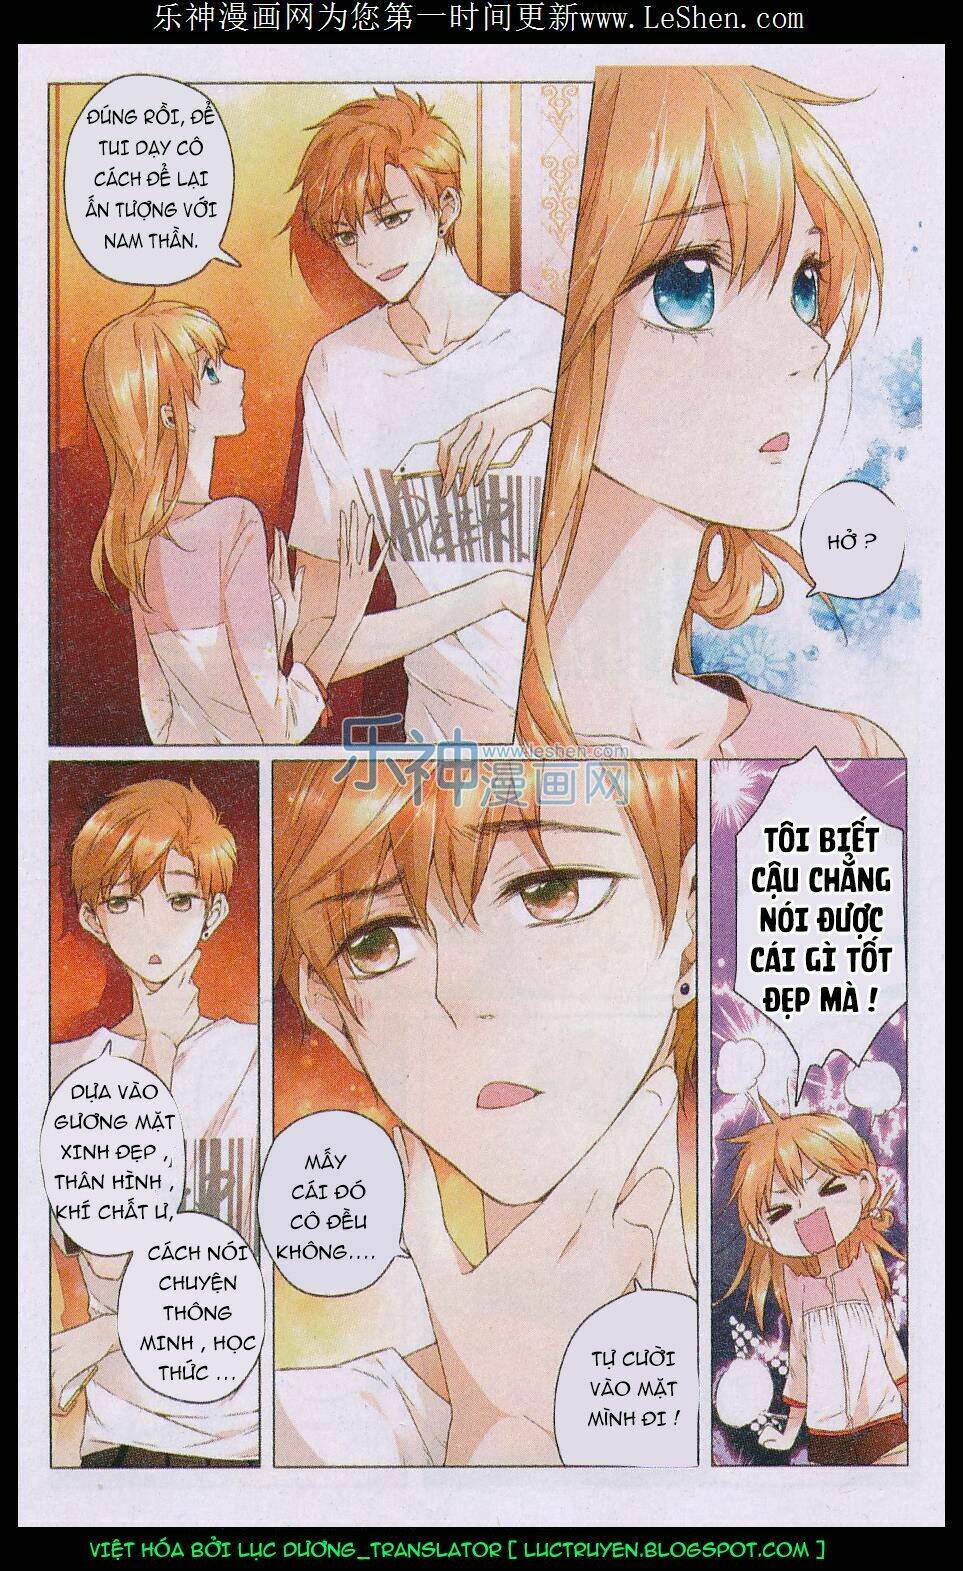 乐神漫画网为您第一时间更新www.LeShen.com
ĐÚNG RỒI, ĐỂ
TUI DẠY CÔ
CÁCH ĐỂ LẠI
ẤN TƯỢNG VỚI
NAM THẦN.
HỞ ?
乐神漫画网
www.leshen.com
DỰA VÀO
GƯƠNG MẶT
XINH ĐẸP ,
THÂN HÌNH ,
KHÍ CHẤT Ư,
CÁCH NÓI
CHUYỆN
THÔNG
MINH , HỌC
THỨC ...
MẤY
CÁI ĐÓ
CÔ ĐỀU
KHÔNG....
TỰ CƯỜI
VÀO MẶT
MÌNH ĐI !
TÔI BIẾT
CẬU CHẲNG
NÓI ĐƯỢC
CÁI GÌ TỐT
ĐẸP MÀ !
VIỆT HÓA BỞI LỤC DƯƠNG_TRANSLATOR [ LUCTRUYEN.BLOGSPOT.COM ]